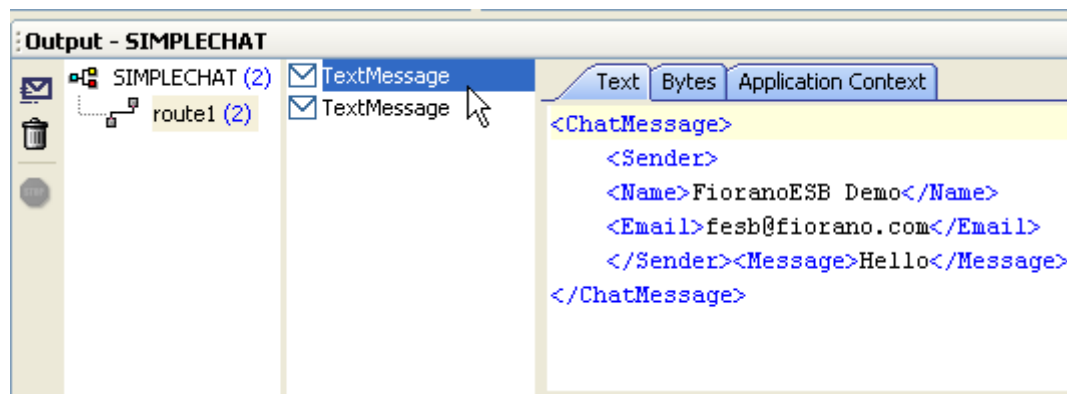 Output - SIMPLECHAT
SIMPLECHAT (2)
route1 (2)
TextMessage
TextMessage
Text Bytes Application Context
<ChatMessage>
<Sender>
<Name>FioranoESB Demo</Name>
<Email>fesb@fiorano.com</Email>
</Sender><Message>Hello</Message>
</ChatMessage>
STOP